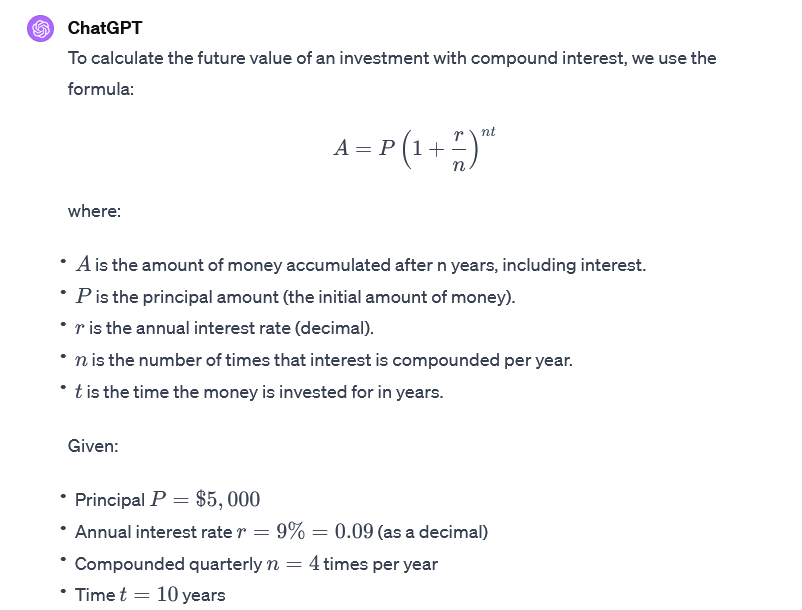 ChatGPT
To calculate the future value of an investment with compound interest, we use the
formula:
A = P (1 + r/n)^nt
where:
• A is the amount of money accumulated after n years, including interest.
• P is the principal amount (the initial amount of money).
• r is the annual interest rate (decimal).
• n is the number of times that interest is compounded per year.
• t is the time the money is invested for in years.
Given:
• Principal P = $5,000
• Annual interest rate r = 9% = 0.09 (as a decimal)
• Compounded quarterly n = 4 times per year
• Time t = 10 years